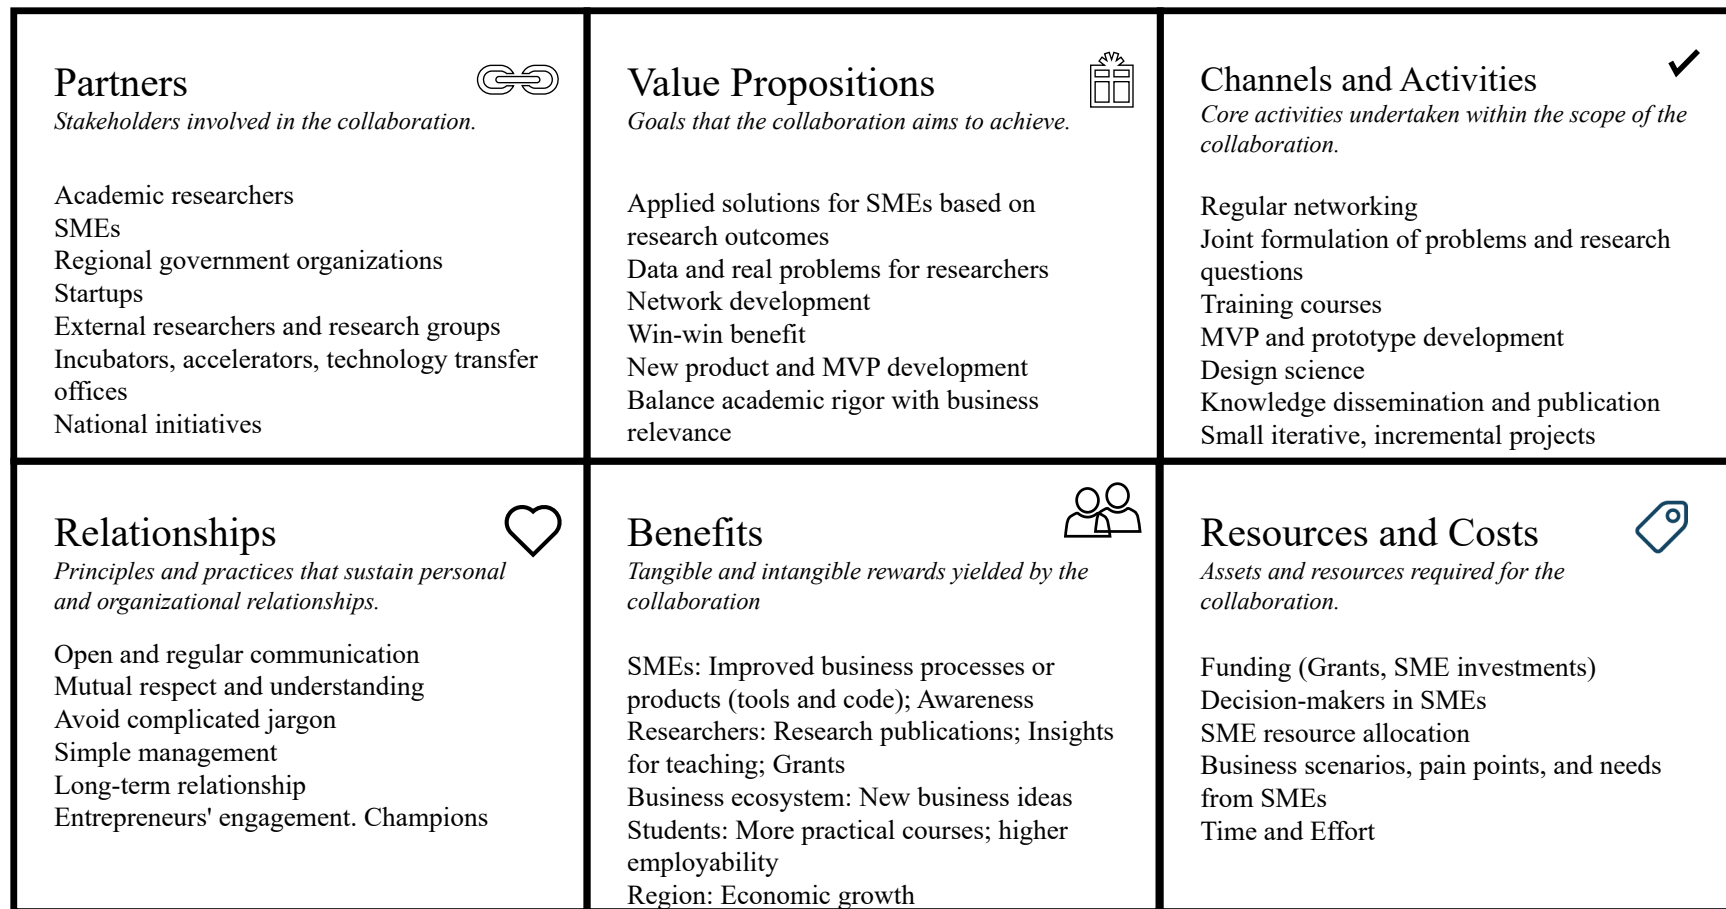 Partners
Stakeholders involved in the collaboration.
Academic researchers
SMEs
Regional government organizations
Startups
External researchers and research groups
Incubators, accelerators, technology transfer
offices
National initiatives
Value Propositions
Goals that the collaboration aims to achieve.
Applied solutions for SMEs based on
research outcomes
Data and real problems for researchers
Network development
Win-win benefit
New product and MVP development
Balance academic rigor with business
relevance
Channels and Activities
Core activities undertaken within the scope of the
collaboration.
Regular networking
Joint formulation of problems and research
questions
Training courses
MVP and prototype development
Design science
Knowledge dissemination and publication
Small iterative, incremental projects
Relationships
Principles and practices that sustain personal
and organizational relationships.
Open and regular communication
Mutual respect and understanding
Avoid complicated jargon
Simple management
Long-term relationship
Entrepreneurs' engagement. Champions
Benefits
Tangible and intangible rewards yielded by the
collaboration
SMEs: Improved business processes or
products (tools and code); Awareness
Researchers: Research publications; Insights
for teaching; Grants
Business ecosystem: New business ideas
Students: More practical courses; higher
employability
Region: Economic growth
Resources and Costs
Assets and resources required for the
collaboration.
Funding (Grants, SME investments)
Decision-makers in SMEs
SME resource allocation
Business scenarios, pain points, and needs
from SMEs
Time and Effort